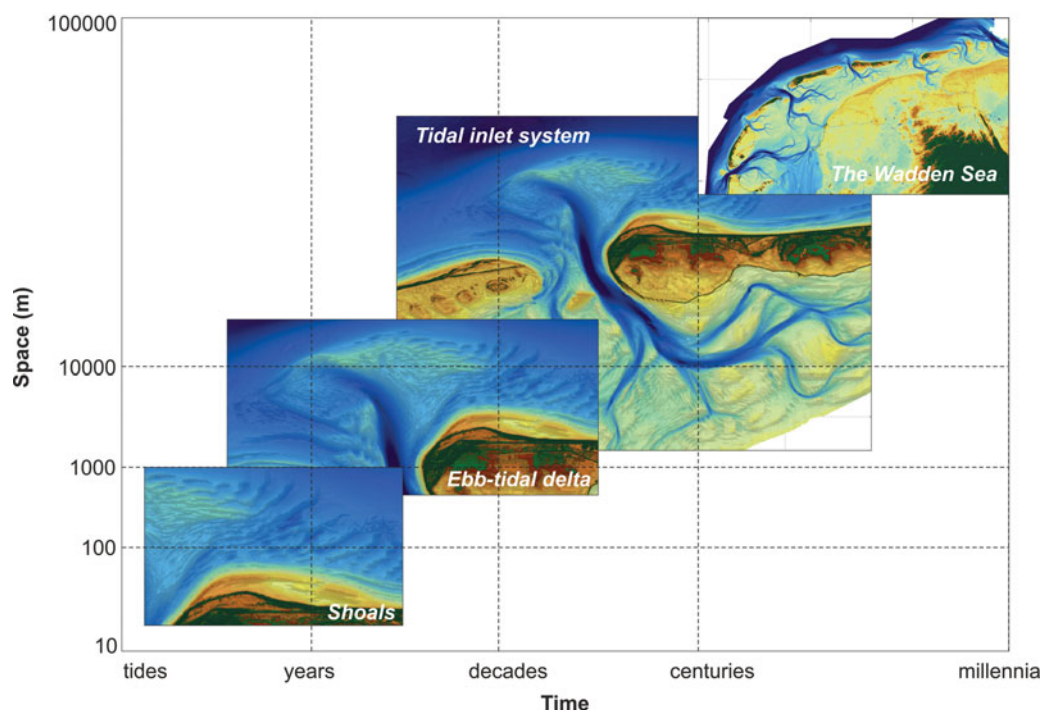 100000
Tidal inlet system
The Wadden Sea
Space (m)
10000
1000
Ebb-tidal delta
100
Shoals
10
tides years decades centuries millennia
Time